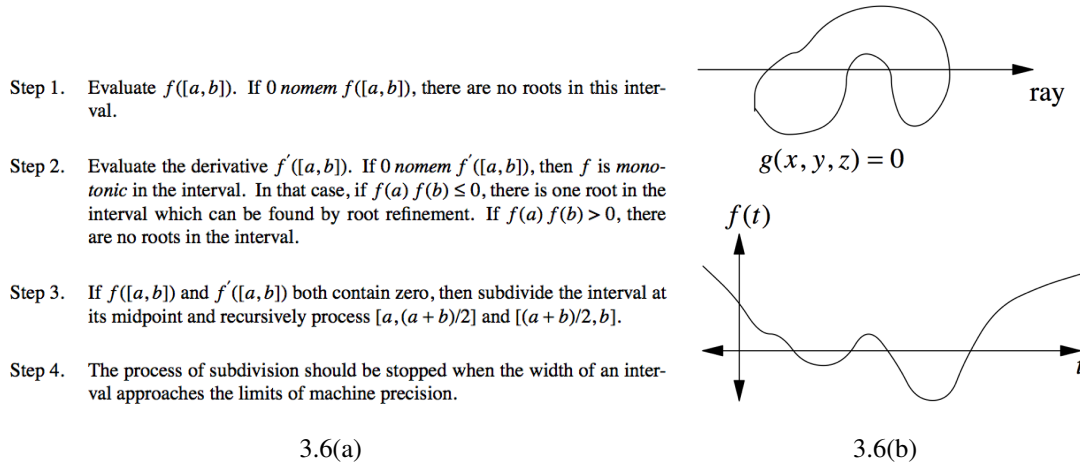 Step 1. Evaluate f([a,b]). If 0 nomem f([a,b]), there are no roots in this inter-
val.
Step 2. Evaluate the derivative f′([a,b]). If 0 nomem f′([a,b]), then f is mono-
tonic in the interval. In that case, if f(a) f(b) ≤ 0, there is one root in the
interval which can be found by root refinement. If f(a) f(b) > 0, there
are no roots in the interval.
Step 3. If f([a,b]) and f′([a,b]) both contain zero, then subdivide the interval at
its midpoint and recursively process [a,(a + b)/2] and [(a + b)/2,b].
Step 4. The process of subdivision should be stopped when the width of an inter-
val approaches the limits of machine precision.
3.6(a)
ray
g(x, y, z) = 0
f(t)
3.6(b)